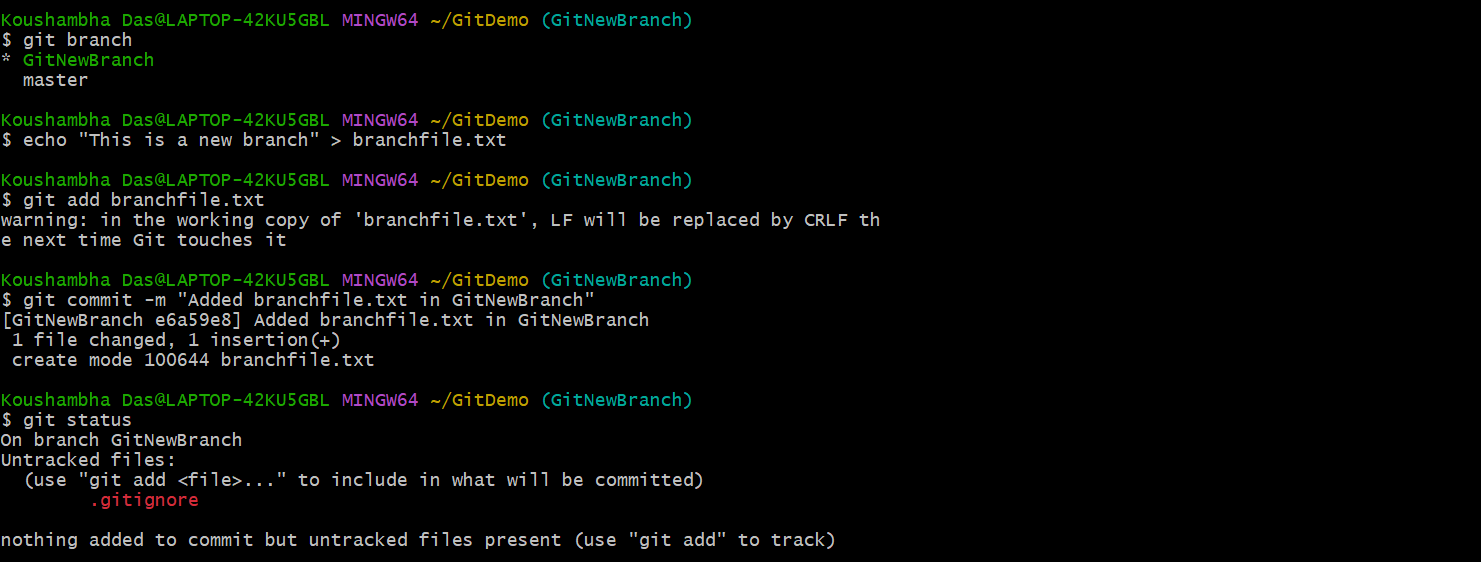 Koushambha Das@LAPTOP-42KU5GBL MINGW64 ~/GitDemo (GitNewBranch)
$ git branch
* GitNewBranch
  master
Koushambha Das@LAPTOP-42KU5GBL MINGW64 ~/GitDemo (GitNewBranch)
$ echo "This is a new branch" > branchfile.txt
Koushambha Das@LAPTOP-42KU5GBL MINGW64 ~/GitDemo (GitNewBranch)
$ git add branchfile.txt
warning: in the working copy of 'branchfile.txt', LF will be replaced by CRLF th
e next time Git touches it
Koushambha Das@LAPTOP-42KU5GBL MINGW64 ~/GitDemo (GitNewBranch)
$ git commit -m "Added branchfile.txt in GitNewBranch"
[GitNewBranch e6a59e8] Added branchfile.txt in GitNewBranch
 1 file changed, 1 insertion(+)
 create mode 100644 branchfile.txt
Koushambha Das@LAPTOP-42KU5GBL MINGW64 ~/GitDemo (GitNewBranch)
$ git status
On branch GitNewBranch
Untracked files:
  (use "git add <file>..." to include in what will be committed)
        .gitignore
nothing added to commit but untracked files present (use "git add" to track)